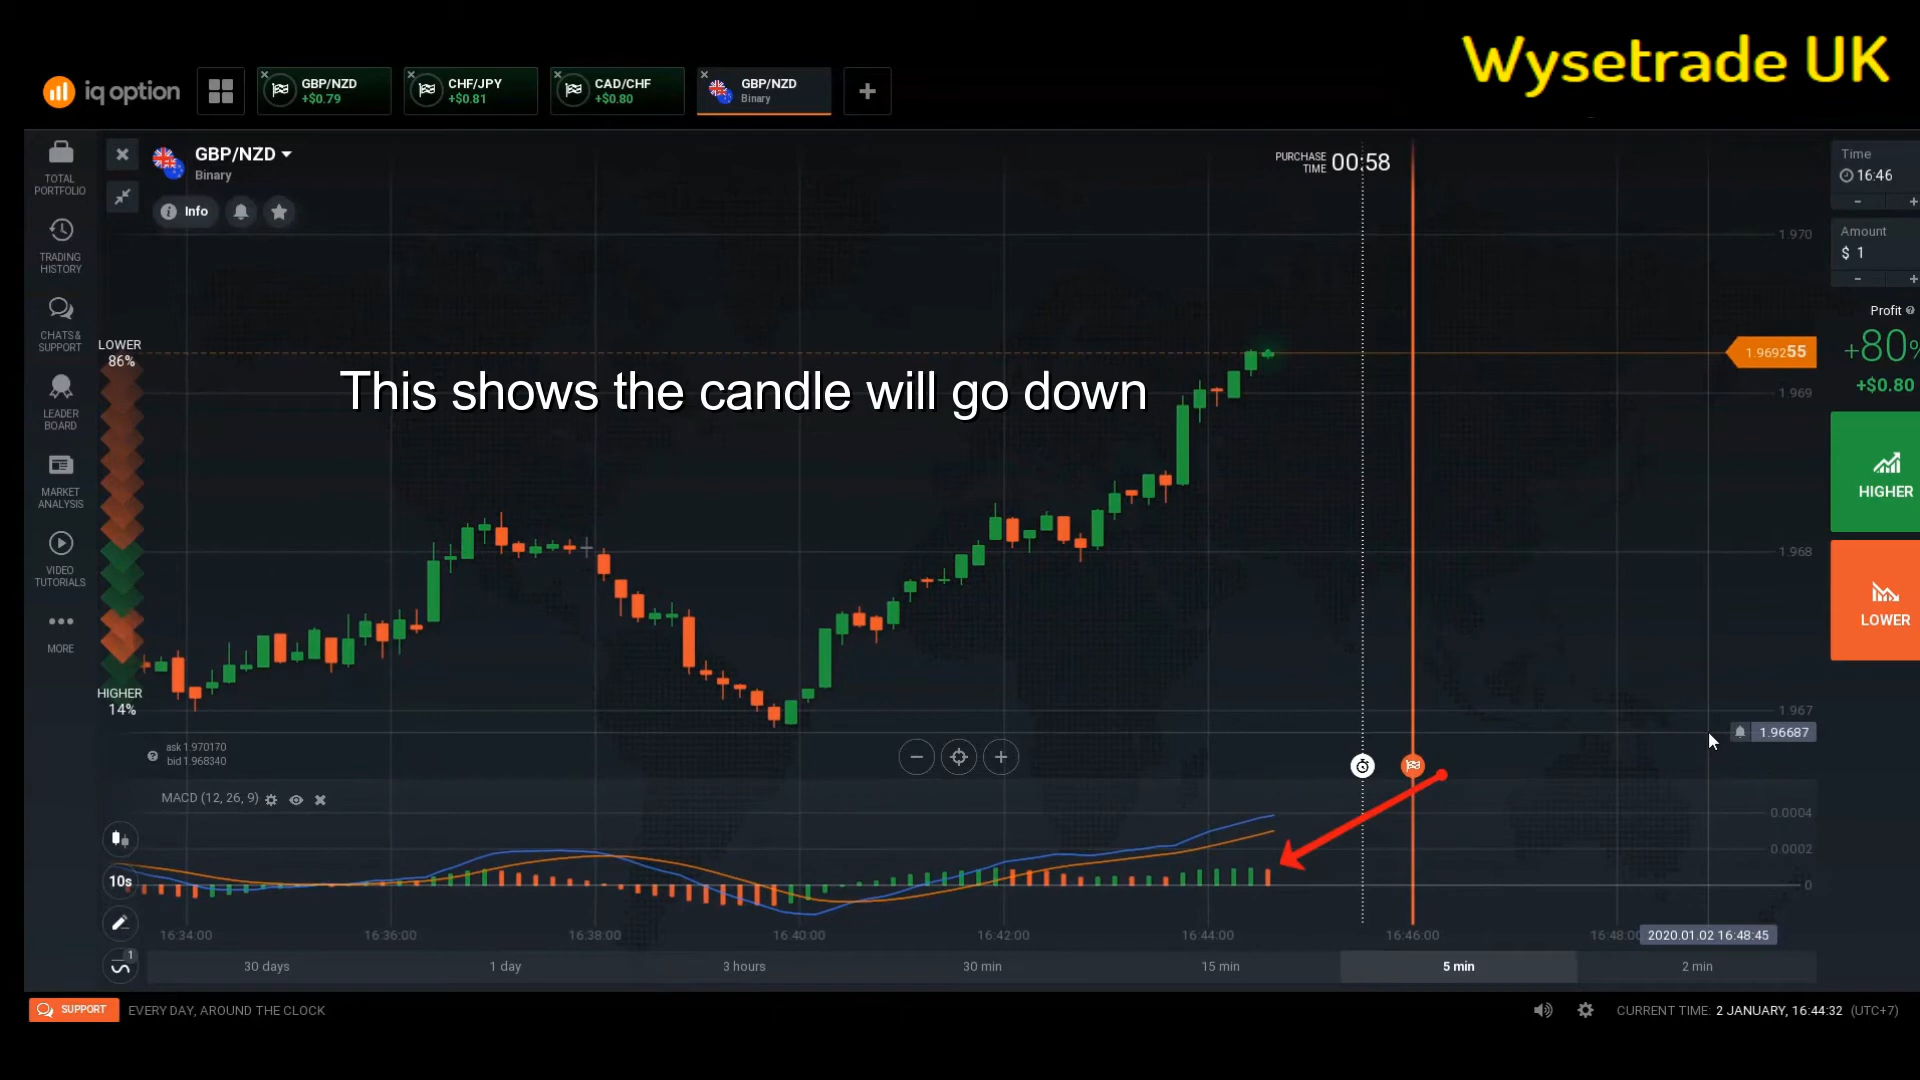 Wysetrade UK
iq option
GBP/NZD
+$0.79
CHF/JPY
+$0.81
CAD/CHF
+$0.80
GBP/NZD
Binary
TOTAL
PORTFOLIO
TRADING
HISTORY
CHATS &
SUPPORT
LEADER
BOARD
MARKET
ANALYSIS
VIDEO
TUTORIALS
MORE
GBP/NZD
Binary
Info
PURCHASE
TIME
00:58
Time
16:46
Amount
$ 1
Profit
+80%
+$0.80
HIGHER
LOWER
LOWER
86%
This shows the candle will go down
HIGHER
14%
1.970
1.969255
1.969
1.968
1.967
1.96687
ask 1.970170
bid 1.968340
MACD (12, 26, 9)
0.0004
0.0002
0
10s
1
16:34:00
16:36:00
16:38:00
16:40:00
16:42:00
16:44:00
16:46:00
16:48:00
2020.01.02 16:48:45
30 days
1 day
3 hours
30 min
15 min
5 min
2 min
SUPPORT
EVERY DAY, AROUND THE CLOCK
CURRENT TIME: 2 JANUARY, 16:44:32 (UTC+7)